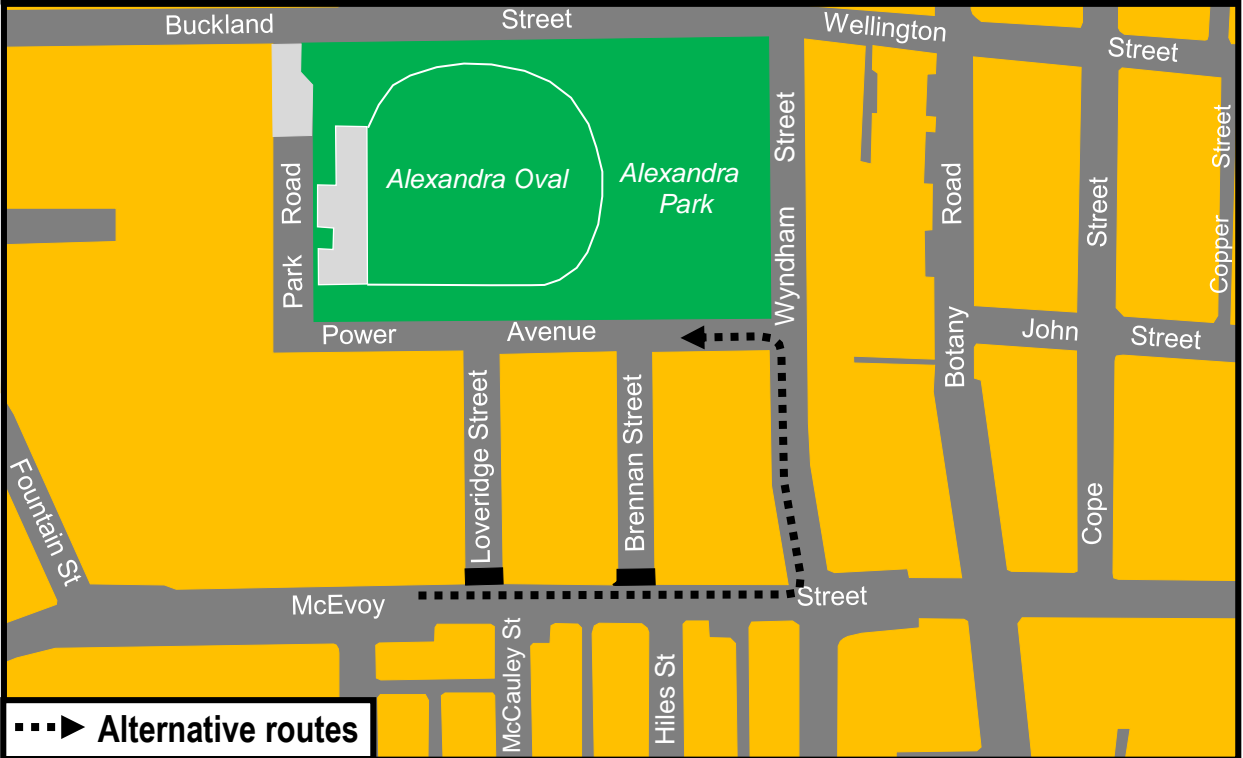 Buckland Street
Wellington Street
Park Road
Alexandra Oval
Alexandra
Park
Wyndham Street
Botany Road
Cope Street
Copper Street
Power Avenue
John Street
Loveridge Street
Brennan Street
Fountain St
McEvoy Street
McCauley St
Hiles St
Alternative routes